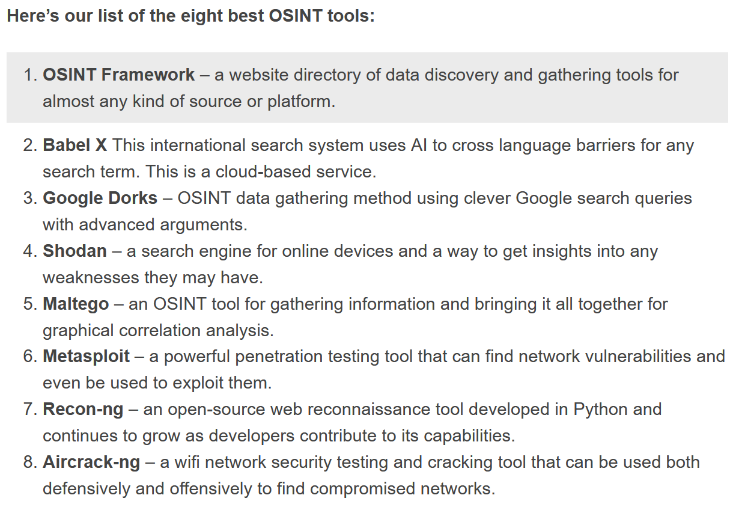 Here’s our list of the eight best OSINT tools:
1. OSINT Framework – a website directory of data discovery and gathering tools for
almost any kind of source or platform.
2. Babel X This international search system uses AI to cross language barriers for any
search term. This is a cloud-based service.
3. Google Dorks – OSINT data gathering method using clever Google search queries
with advanced arguments.
4. Shodan – a search engine for online devices and a way to get insights into any
weaknesses they may have.
5. Maltego – an OSINT tool for gathering information and bringing it all together for
graphical correlation analysis.
6. Metasploit – a powerful penetration testing tool that can find network vulnerabilities and
even be used to exploit them.
7. Recon-ng – an open-source web reconnaissance tool developed in Python and
continues to grow as developers contribute to its capabilities.
8. Aircrack-ng – a wifi network security testing and cracking tool that can be used both
defensively and offensively to find compromised networks.